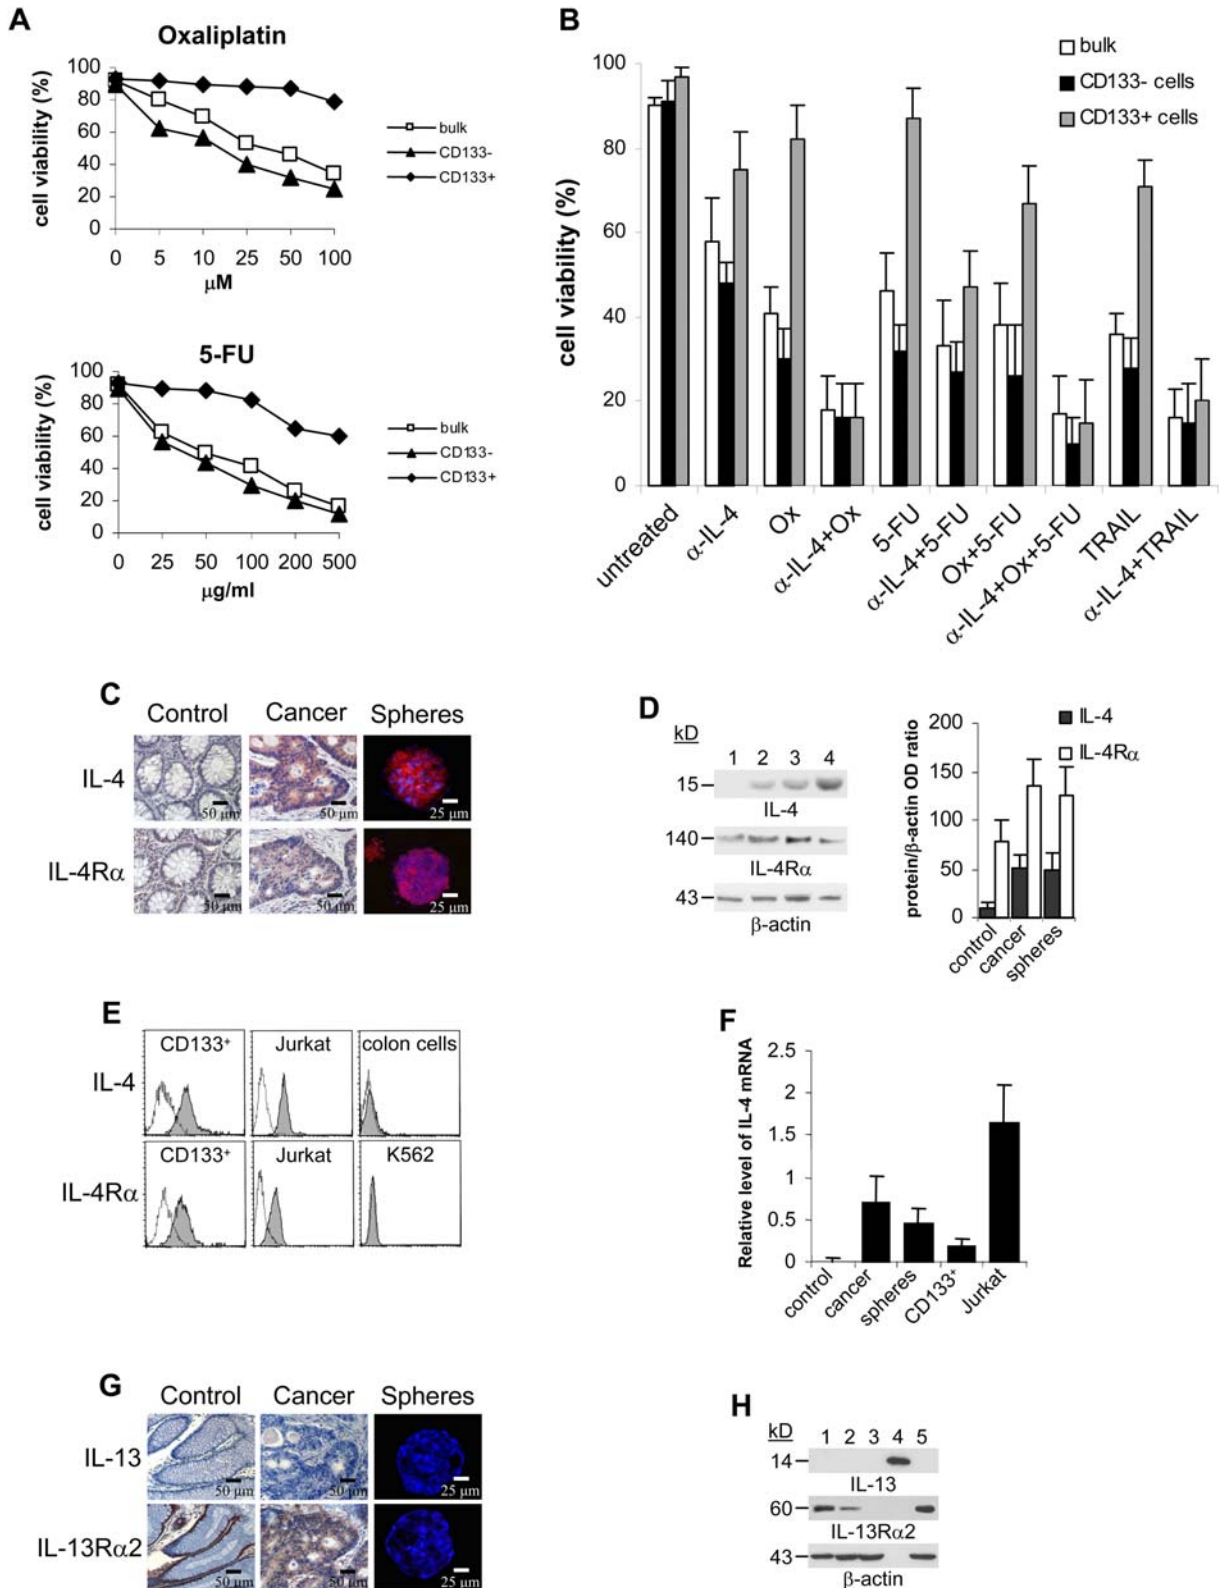 A
Oxaliplatin
cell viability (%)
100
80
60
40
20
0
0 5 10 25 50 100
μM
bulk
CD133-
CD133+
5-FU
cell viability (%)
100
80
60
40
20
0
0 25 50 100 200 500
μg/ml
bulk
CD133-
CD133+
B
bulk
CD133- cells
CD133+ cells
cell viability (%)
100
80
60
40
20
0
untreated
α-IL-4
Ox
α-IL-4+Ox
5-FU
α-IL-4+5-FU
Ox+5-FU
α-IL-4+Ox+5-FU
TRAIL
α-IL-4+TRAIL
C
Control Cancer Spheres
IL-4
50 μm 50 μm 25 μm
IL-4Rα
50 μm 50 μm 25 μm
D
kD
1 2 3 4
15
IL-4
140
IL-4Rα
43
β-actin
protein/β-actin OD ratio
200
150
100
50
0
control
cancer
spheres
IL-4
IL-4Rα
E
CD133+ Jurkat colon cells
IL-4
CD133+ Jurkat K562
IL-4Rα
F
Relative level of IL-4 mRNA
2.5
2
1.5
1
0.5
0
control
cancer
spheres
CD133+
Jurkat
G
Control Cancer Spheres
IL-13
50 μm 50 μm 25 μm
IL-13Rα2
50 μm 50 μm 25 μm
H
kD
1 2 3 4 5
14
IL-13
60
IL-13Rα2
43
β-actin